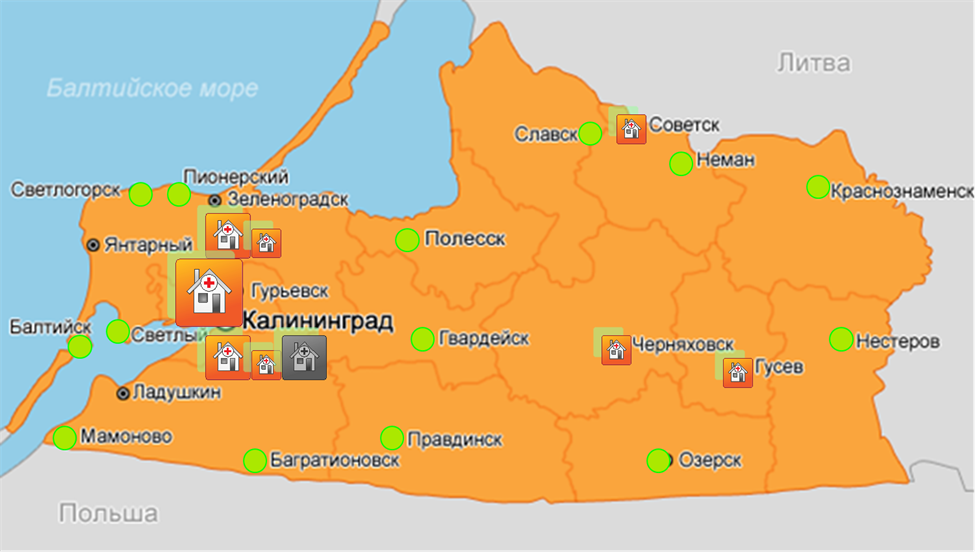 Литва
Балтийское море
Славск
Советск
Неман
Пионерский
Светлогорск
Краснознаменск
Зеленоградск
Янтарный
Полесск
Гурьевск
Калининград
Балтийск
Светлый
Гвардейск
Черняховск
Нестеров
Гусев
Ладушкин
Мамоново
Правдинск
Багратионовск
Озерск
Польша